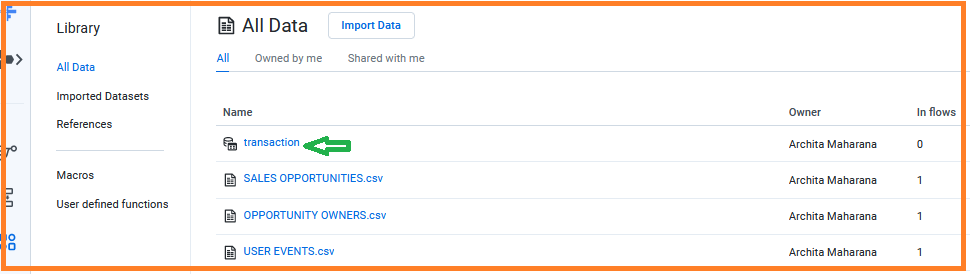 Library
All Data
Imported Datasets
References
Macros
User defined functions
All Data Import Data
All Owned by me Shared with me
Name Owner In flows
transaction Archita Maharana 0
SALES OPPORTUNITIES.csv Archita Maharana 1
OPPORTUNITY OWNERS.csv Archita Maharana 1
USER EVENTS.csv Archita Maharana 1